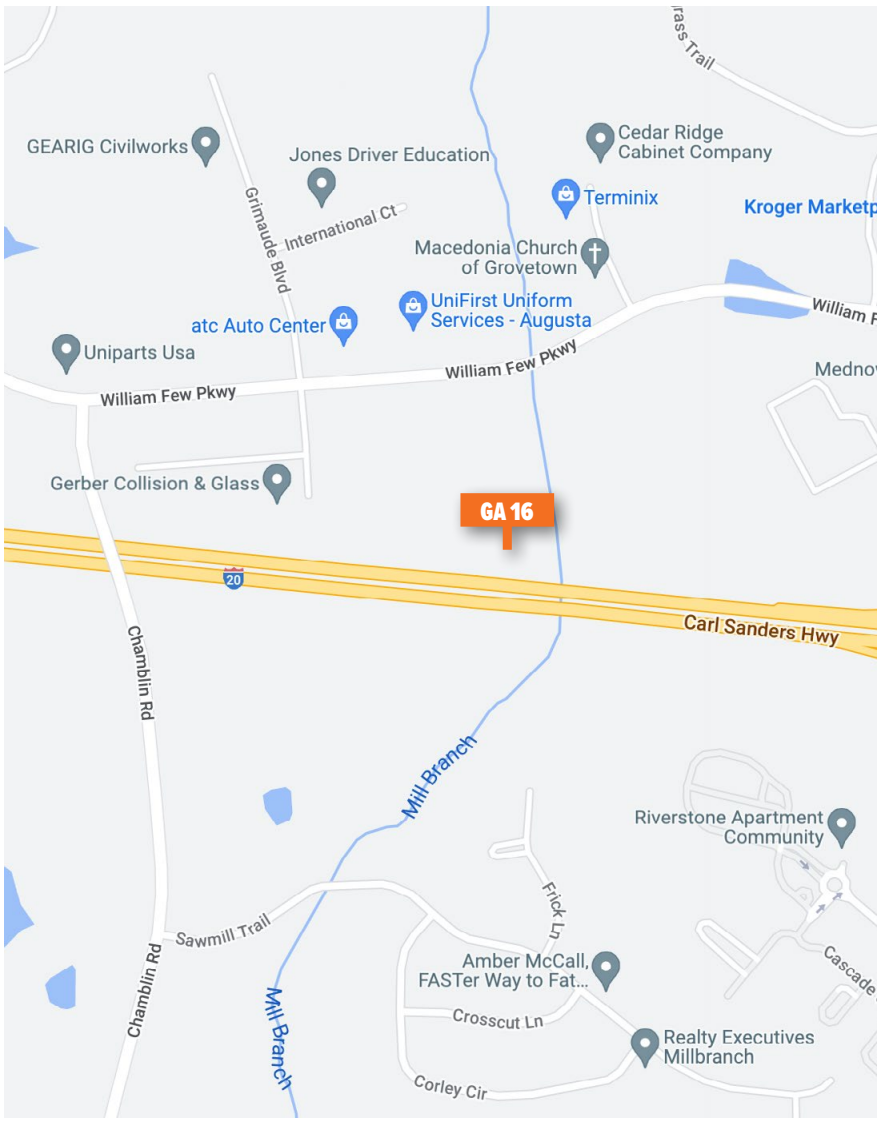 rass Trail
GEARIG Civilworks
Jones Driver Education
Cedar Ridge
Cabinet Company
Terminix
Kroger Marketp
Grimaude Blvd
International Ct
Macedonia Church
of Grovetown
UniFirst Uniform
Services - Augusta
atc Auto Center
William F
Uniparts Usa
William Few Pkwy
William Few Pkwy
Mednov
Gerber Collision & Glass
GA 16
20
Carl Sanders Hwy
Chamblin Rd
Mill Branch
Riverstone Apartment
Community
Frick Ln
Sawmill Trail
Chamblin Rd
Amber McCall,
FASTer Way to Fat...
Cascade
Mill Branch
Crosscut Ln
Realty Executives
Millbranch
Corley Cir